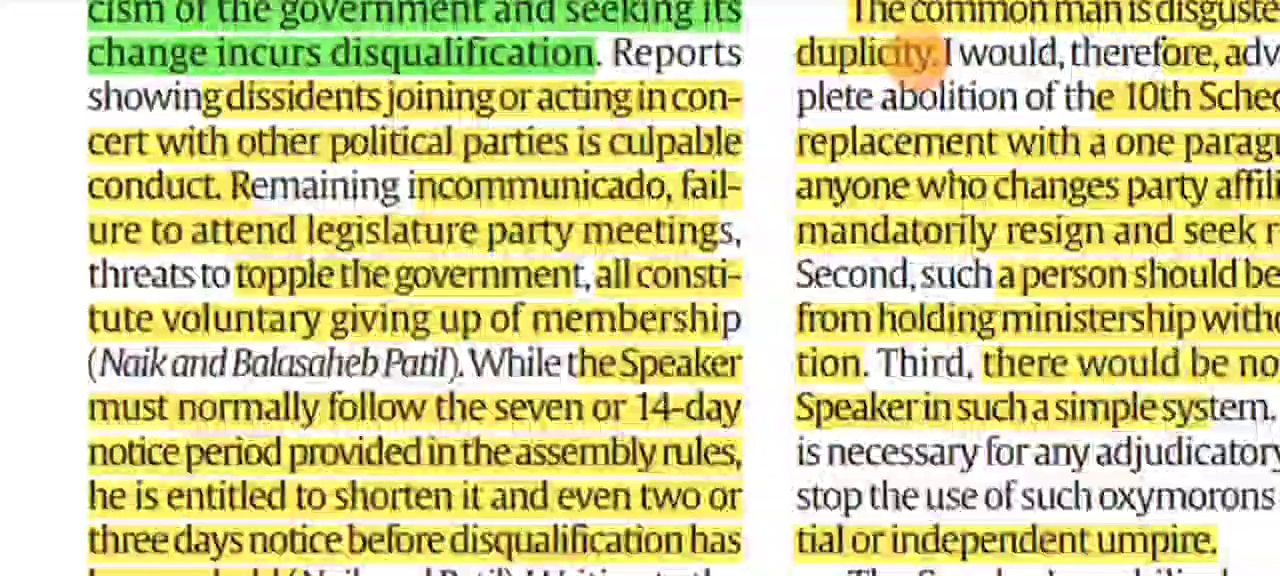 cism of the government and seeking its
change incurs disqualification. Reports
showing dissidents joining or acting in con-
cert with other political parties is culpable
conduct. Remaining incommunicado, fail-
ure to attend legislature party meetings,
threats to topple the government, all consti-
tute voluntary giving up of membership
(Naik and Balasaheb Patil). While the Speaker
must normally follow the seven or 14-day
notice period provided in the assembly rules,
he is entitled to shorten it and even two or
three days notice before disqualification has
The common man is disguste
duplicity. I would, therefore, adv
plete abolition of the 10th Sched
replacement with a one paragr
anyone who changes party affili
mandatorily resign and seek r
Second, such a person should be
from holding ministership witho
tion. Third, there would be no
Speaker in such a simple system.
is necessary for any adjudicatory
stop the use of such oxymorons
tial or independent umpire.